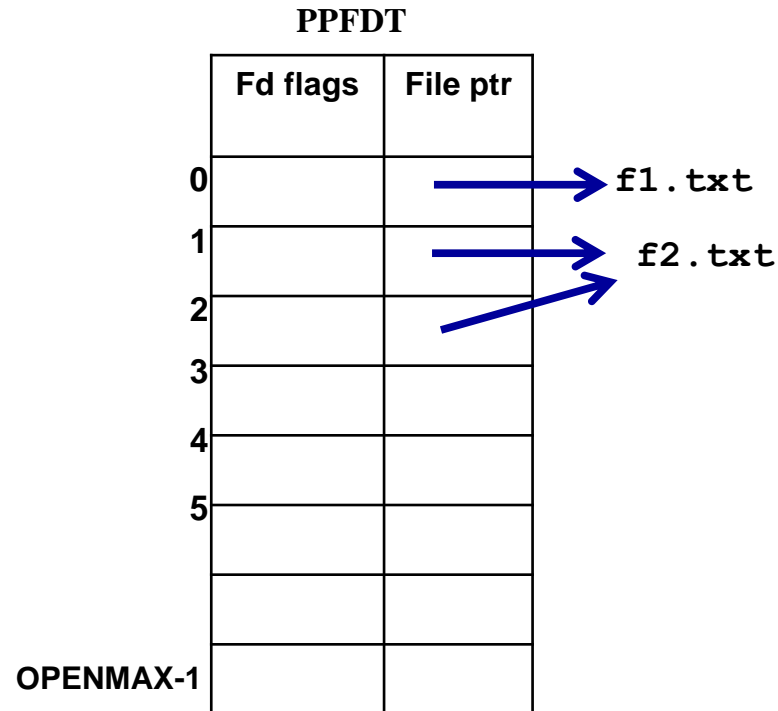 PPFDT
Fd flags File ptr
0 f1.txt
1 f2.txt
2
3
4
5
OPENMAX-1